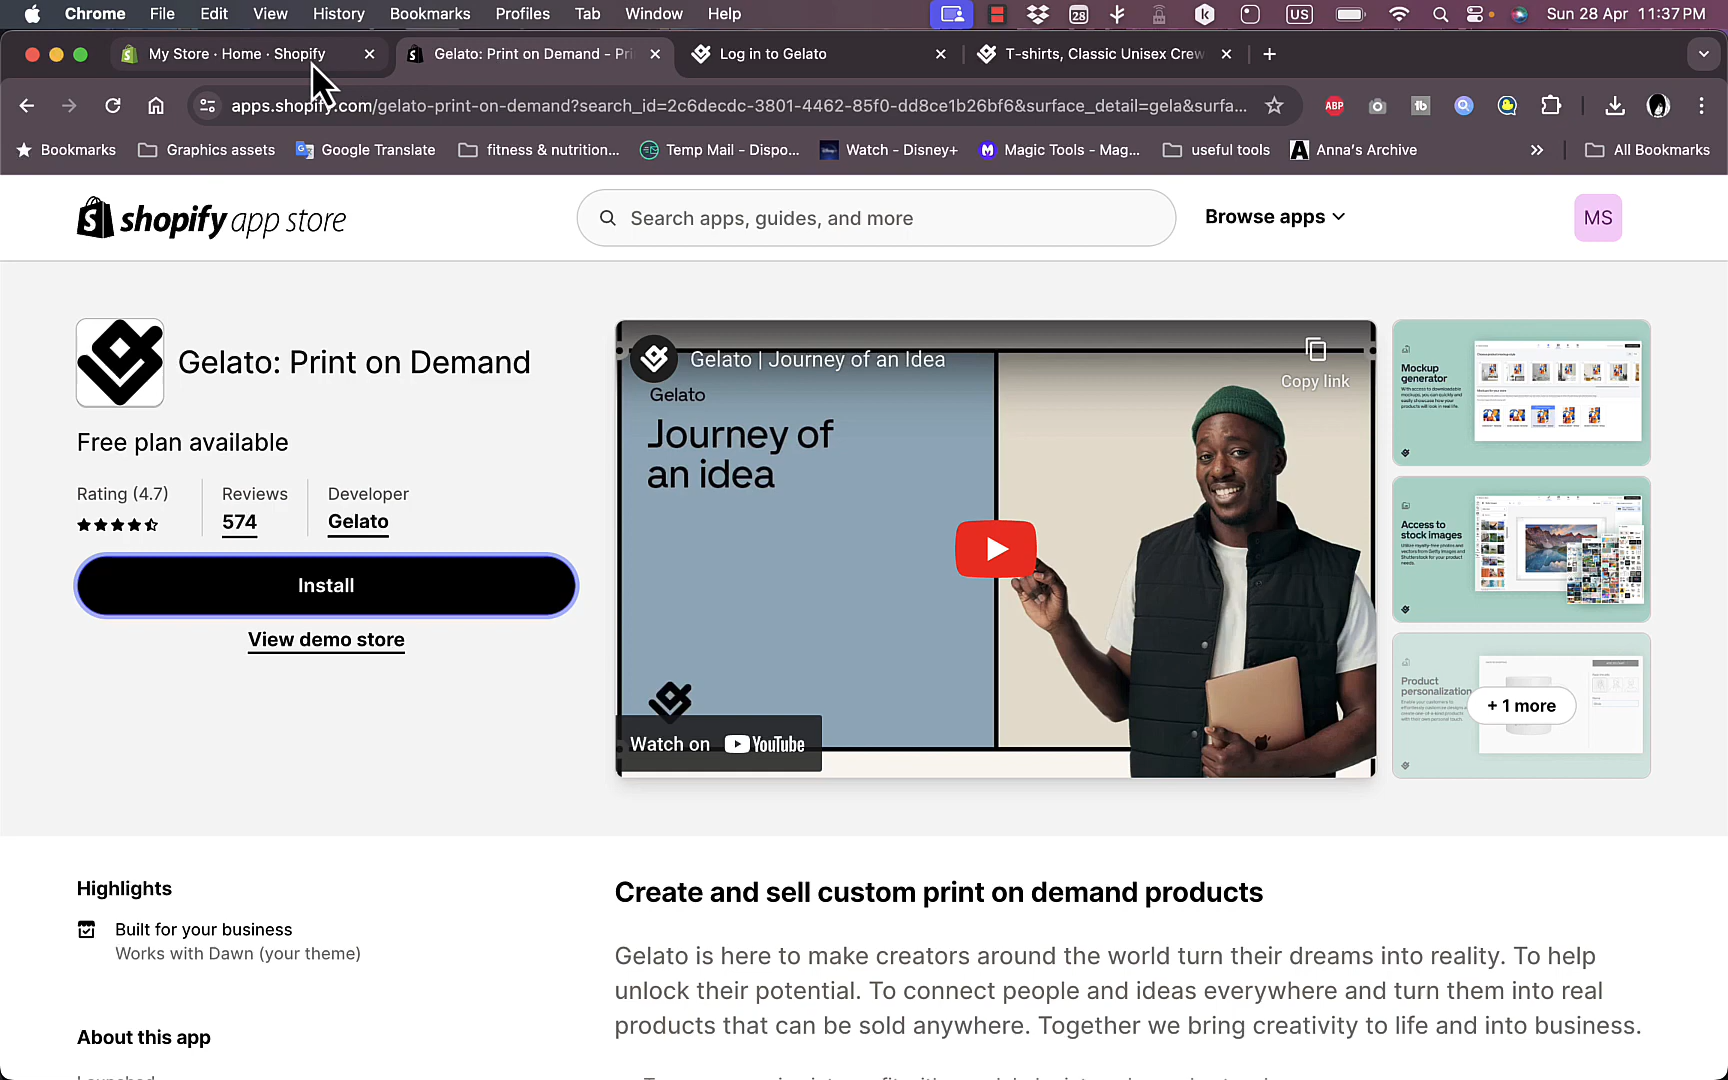 Chrome File Edit View History Bookmarks Profiles Tab Window Help 28 US Sun 28 Apr 11:37 PM
My Store · Home · Shopify
Gelato: Print on Demand - Pri
Log in to Gelato
T-shirts, Classic Unisex Crew
apps.shopify.com/gelato-print-on-demand?search_id=2c6decdc-3801-4462-85f0-dd8ce1b26bf6&surface_detail=gela&surfa...
ABP
tb
Bookmarks Graphics assets Google Translate fitness & nutrition... Temp Mail - Dispo... Watch - Disney+ Magic Tools - Mag... useful tools Anna's Archive All Bookmarks
shopify app store
Search apps, guides, and more
Browse apps
MS
Gelato: Print on Demand
Free plan available
Rating (4.7)
Reviews
574
Developer
Gelato
Install
View demo store
Gelato | Journey of an Idea
Copy link
Gelato
Journey of
an idea
Watch on YouTube
Mockup
generator
Access to
stock images
Product
personalization
+ 1 more
Highlights
Built for your business
Works with Dawn (your theme)
About this app
Create and sell custom print on demand products
Gelato is here to make creators around the world turn their dreams into reality. To help
unlock their potential. To connect people and ideas everywhere and turn them into real
products that can be sold anywhere. Together we bring creativity to life and into business.